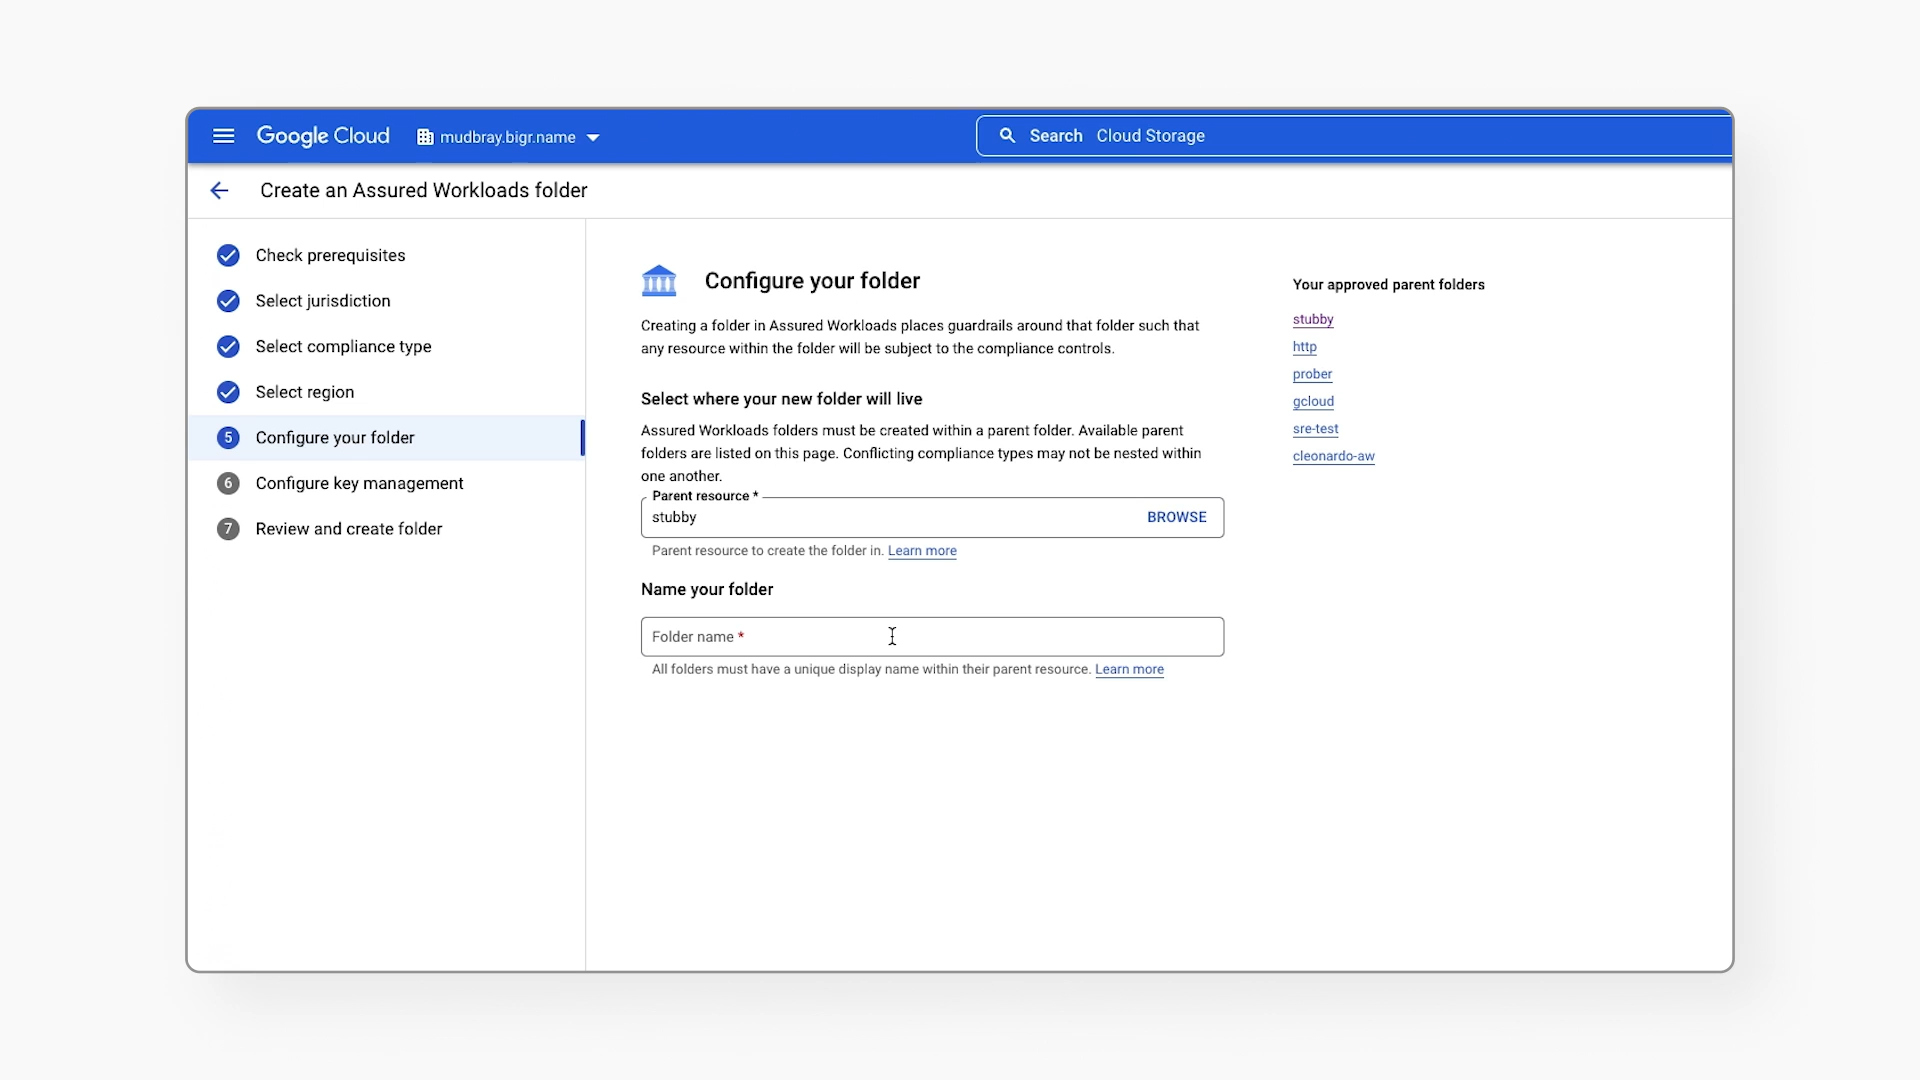 Google Cloud
mudbray.bigr.name
Search Cloud Storage
Create an Assured Workloads folder
Check prerequisites
Select jurisdiction
Select compliance type
Select region
5 Configure your folder
6 Configure key management
7 Review and create folder
Configure your folder
Creating a folder in Assured Workloads places guardrails around that folder such that
any resource within the folder will be subject to the compliance controls.
Select where your new folder will live
Assured Workloads folders must be created within a parent folder. Available parent
folders are listed on this page. Conflicting compliance types may not be nested within
one another.
Parent resource *
stubby BROWSE
Parent resource to create the folder in. Learn more
Name your folder
Folder name *
All folders must have a unique display name within their parent resource. Learn more
Your approved parent folders
stubby
http
prober
gcloud
sre-test
cleonardo-aw